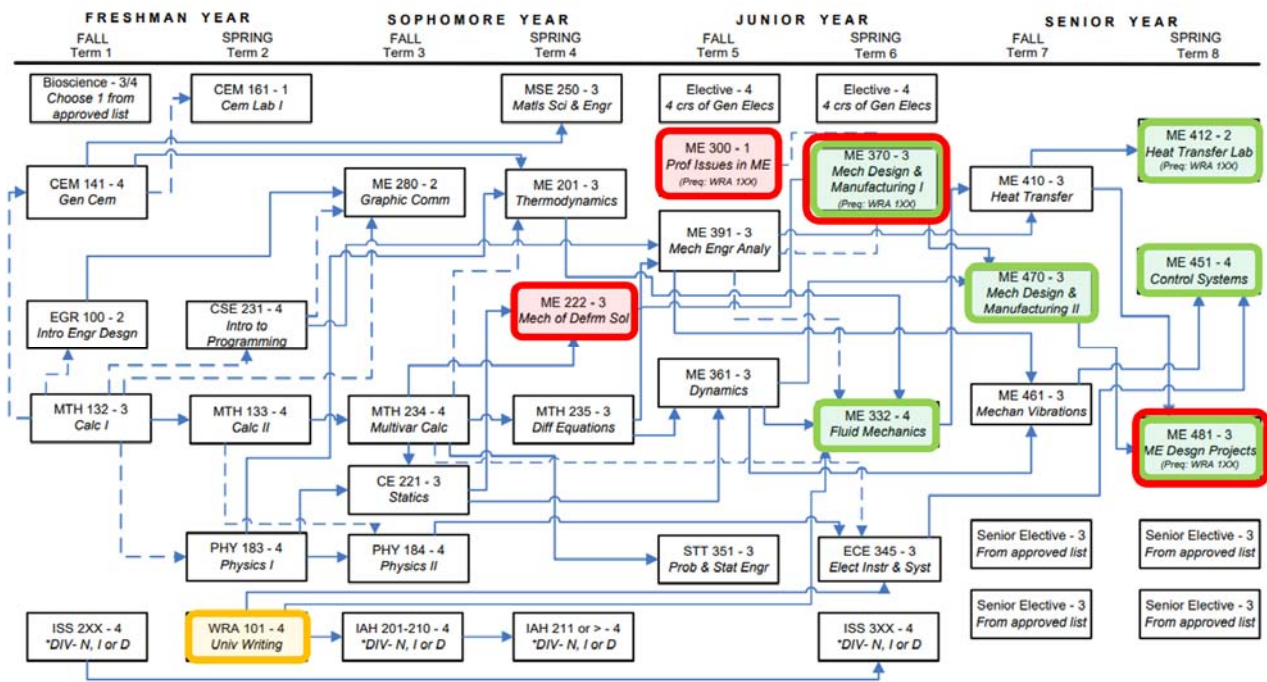 FRESHMAN YEAR
SOPHOMORE YEAR
JUNIOR YEAR
SENIOR YEAR
FALL
Term 1
SPRING
Term 2
FALL
Term 3
SPRING
Term 4
FALL
Term 5
SPRING
Term 6
FALL
Term 7
SPRING
Term 8
Bioscience - 3/4
Choose 1 from
approved list
CEM 161 - 1
Cem Lab I
MSE 250 - 3
Matls Sci & Engr
Elective - 4
4 crs of Gen Elecs
Elective - 4
4 crs of Gen Elecs
ME 300 - 1
Prof Issues in ME
(Preq: WRA 1XX)
ME 370 - 3
Mech Design &
Manufacturing I
(Preq: WRA 1XX)
ME 412 - 2
Heat Transfer Lab
(Preq: WRA 1XX)
CEM 141 - 4
Gen Cem
ME 280 - 2
Graphic Comm
ME 201 - 3
Thermodynamics
ME 410 - 3
Heat Transfer
ME 391 - 3
Mech Engr Analy
ME 451 - 4
Control Systems
EGR 100 - 2
Intro Engr Desgn
CSE 231 - 4
Intro to
Programming
ME 222 - 3
Mech of Defrm Sol
ME 470 - 3
Mech Design &
Manufacturing II
MTH 132 - 3
Calc I
MTH 133 - 4
Calc II
MTH 234 - 4
Multivar Calc
MTH 235 - 3
Diff Equations
ME 361 - 3
Dynamics
ME 332 - 4
Fluid Mechanics
ME 461 - 3
Mechan Vibrations
ME 481 - 3
ME Desgn Projects
(Preq: WRA 1XX)
CE 221 - 3
Statics
PHY 183 - 4
Physics I
PHY 184 - 4
Physics II
STT 351 - 3
Prob & Stat Engr
ECE 345 - 3
Elect Instr & Syst
Senior Elective - 3
From approved list
Senior Elective - 3
From approved list
ISS 2XX - 4
*DIV- N, I or D
WRA 101 - 4
Univ Writing
IAH 201-210 - 4
*DIV- N, I or D
IAH 211 or > - 4
*DIV- N, I or D
ISS 3XX - 4
*DIV- N, I or D
Senior Elective - 3
From approved list
Senior Elective - 3
From approved list